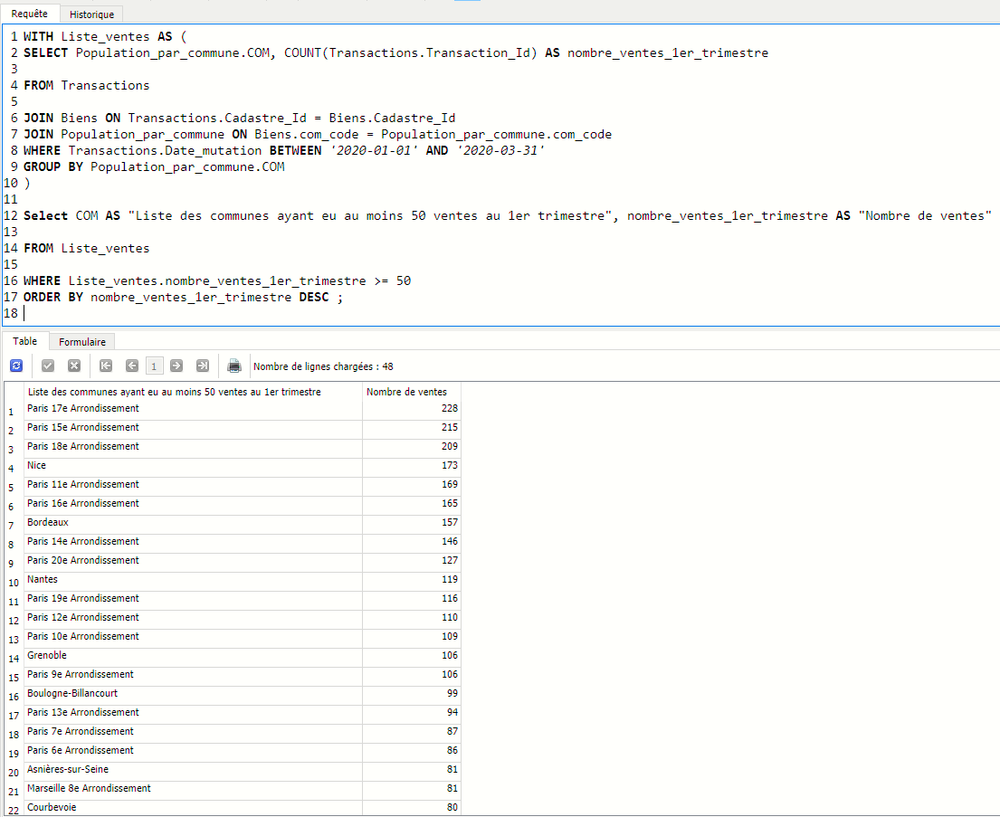 Requête Historique
1 WITH Liste_ventes AS (
2 SELECT Population_par_commune.COM, COUNT(Transactions.Transaction_Id) AS nombre_ventes_1er_trimestre
3
4 FROM Transactions
5
6 JOIN Biens ON Transactions.Cadastre_Id = Biens.Cadastre_Id
7 JOIN Population_par_commune ON Biens.com_code = Population_par_commune.com_code
8 WHERE Transactions.Date_mutation BETWEEN '2020-01-01' AND '2020-03-31'
9 GROUP BY Population_par_commune.COM
10 )
11
12 Select COM AS "Liste des communes ayant eu au moins 50 ventes au 1er trimestre", nombre_ventes_1er_trimestre AS "Nombre de ventes"
13
14 FROM Liste_ventes
15
16 WHERE Liste_ventes.nombre_ventes_1er_trimestre >= 50
17 ORDER BY nombre_ventes_1er_trimestre DESC ;
18
Table Formulaire
1 Nombre de lignes chargées : 48
Liste des communes ayant eu au moins 50 ventes au 1er trimestre Nombre de ventes
1 Paris 17e Arrondissement 228
2 Paris 15e Arrondissement 215
3 Paris 18e Arrondissement 209
4 Nice 173
5 Paris 11e Arrondissement 169
6 Paris 16e Arrondissement 165
7 Bordeaux 157
8 Paris 14e Arrondissement 146
9 Paris 20e Arrondissement 127
10 Nantes 119
11 Paris 19e Arrondissement 116
12 Paris 12e Arrondissement 110
13 Paris 10e Arrondissement 109
14 Grenoble 106
15 Paris 9e Arrondissement 106
16 Boulogne-Billancourt 99
17 Paris 13e Arrondissement 94
18 Paris 7e Arrondissement 87
19 Paris 6e Arrondissement 86
20 Asnières-sur-Seine 81
21 Marseille 8e Arrondissement 81
22 Courbevoie 80